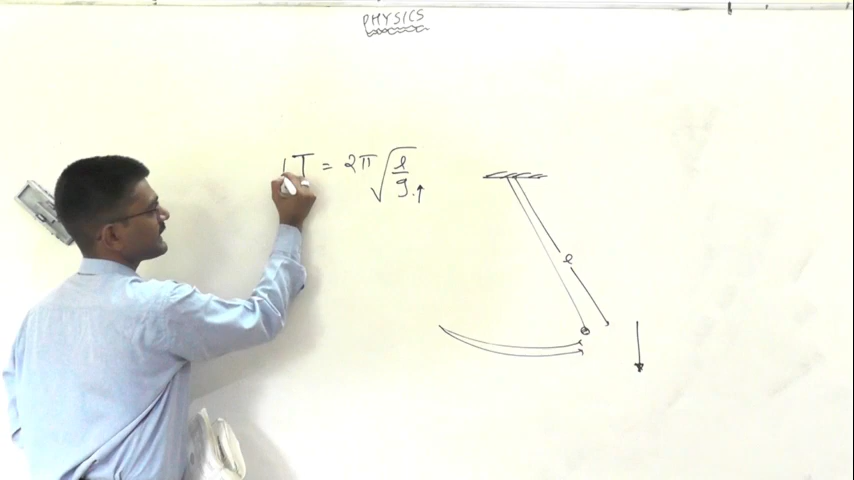 PHYSICS
T = 2π √(l/g) ↑
l